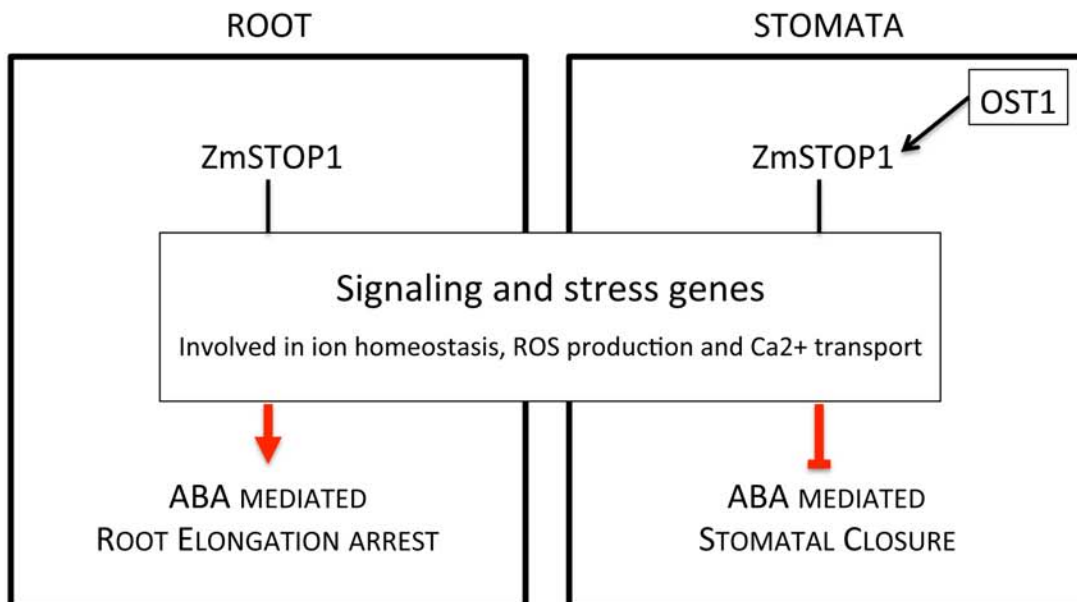 ROOT
STOMATA
OST1
ZmSTOP1
ZmSTOP1
Signaling and stress genes
Involved in ion homeostasis, ROS production and Ca2+ transport
ABA MEDIATED
ROOT ELONGATION ARREST
ABA MEDIATED
STOMATAL CLOSURE